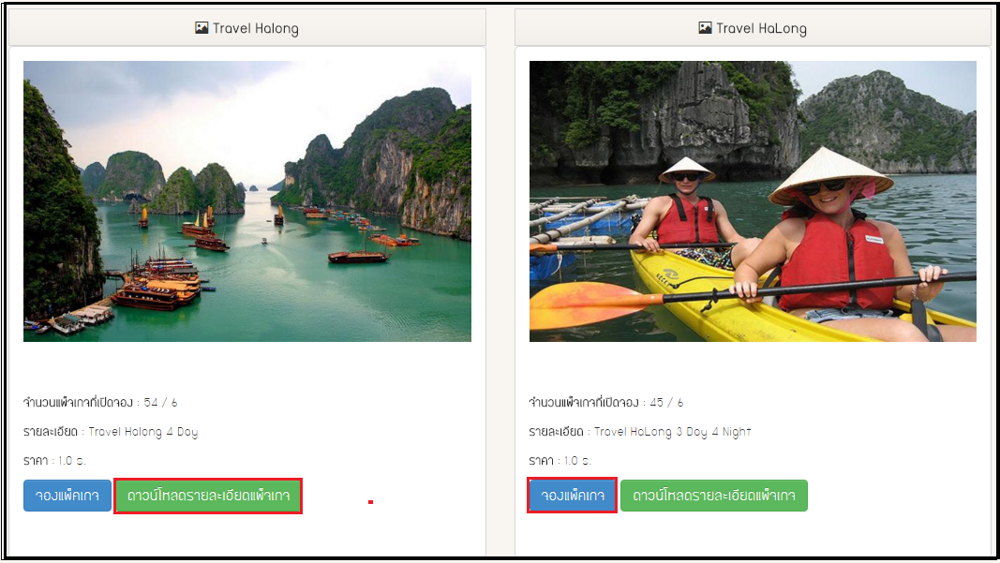 Travel Halong
จำนวนแพ็จเกจที่เปิดจอง : 54 / 6
รายละเอียด : Travel Halong 4 Day
ราคา : 1.0 ธ.
จองแพ็คเกจ ดาวน์โหลดรายละเอียดแพ็จเกจ
Travel HaLong
จำนวนแพ็จเกจที่เปิดจอง : 45 / 6
รายละเอียด : Travel HaLong 3 Day 4 Night
ราคา : 1.0 ธ.
จองแพ็คเกจ ดาวน์โหลดรายละเอียดแพ็จเกจ